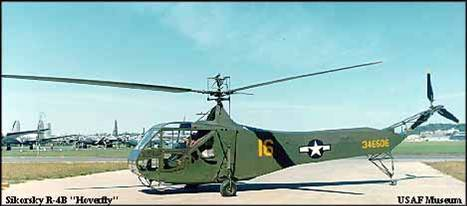 16
346506
Sikorsky R-4B "Hoverfly"
USAF Museum